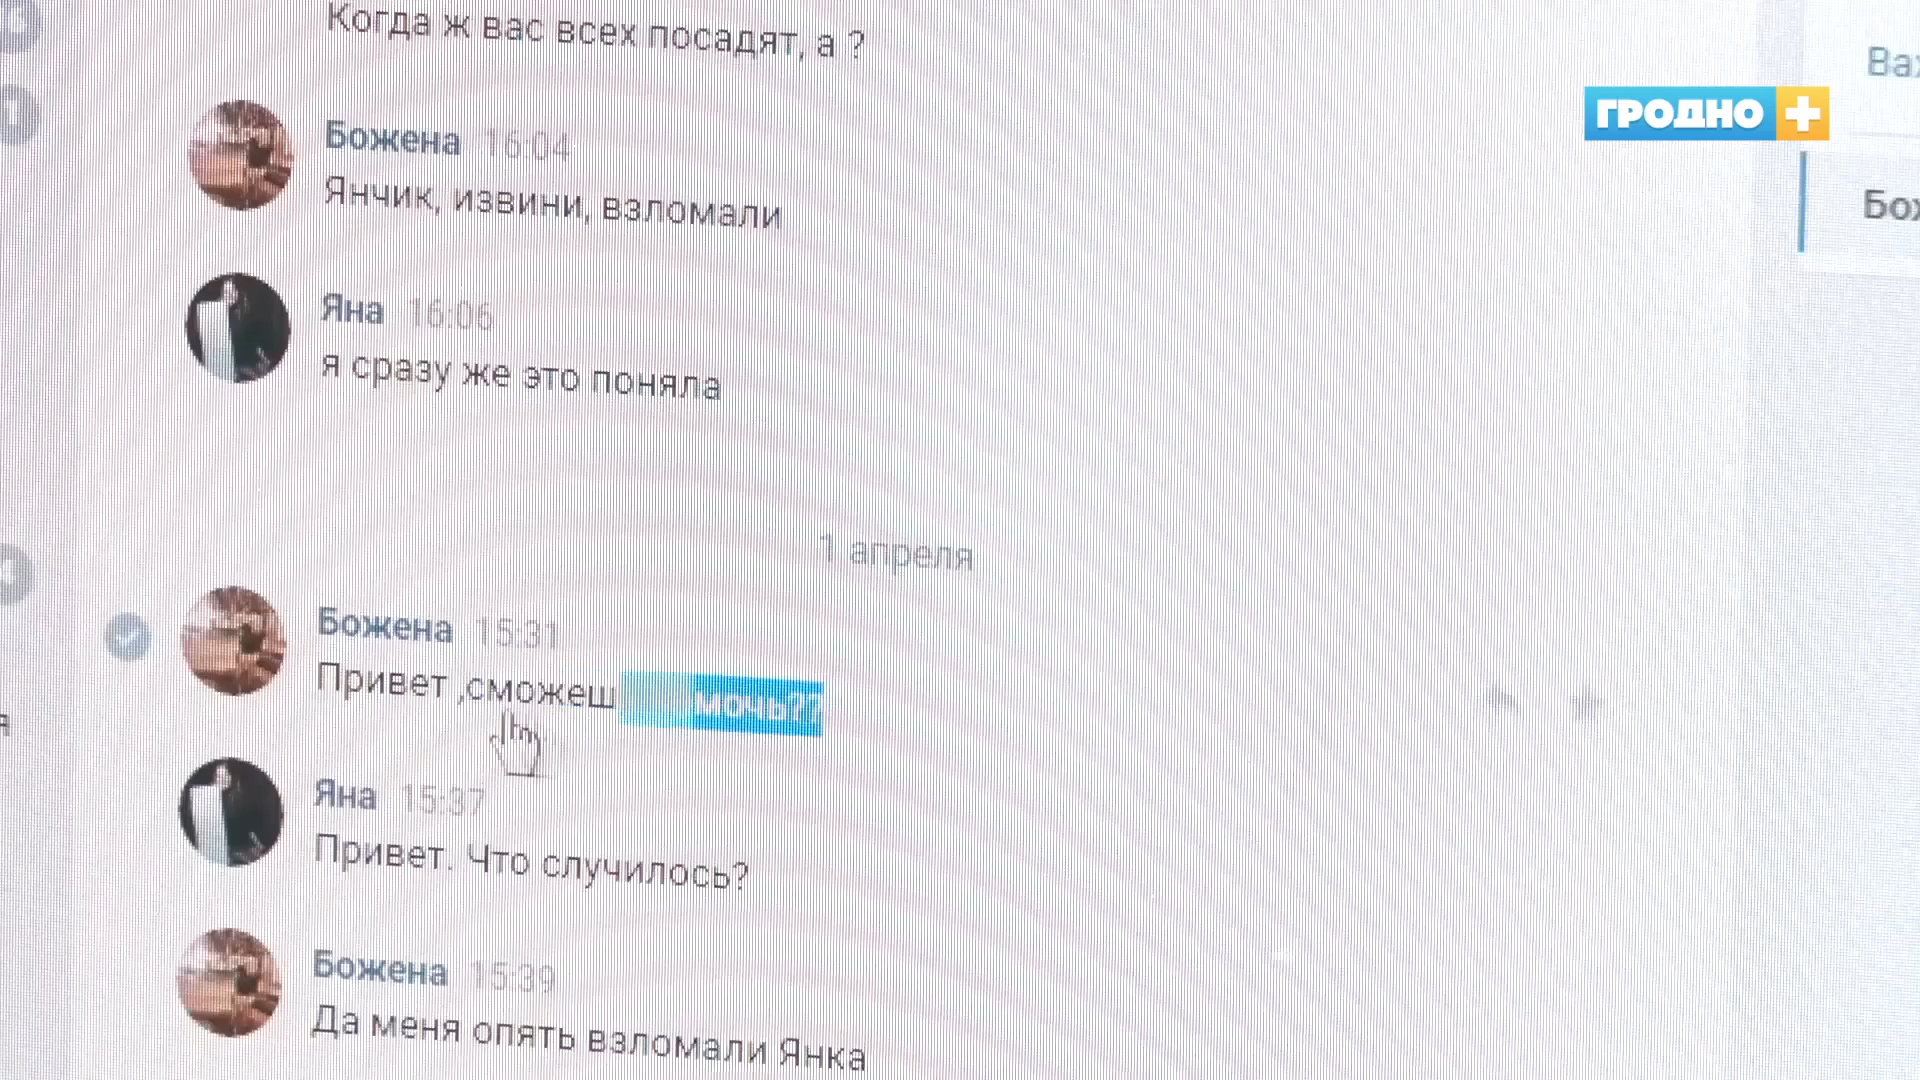 Когда ж вас всех посадят, а ?
ГРОДНО +
Божена 16:04
Янчик, извини, взломали
Яна 16:06
я сразу же это поняла
1 апреля
Божена 15:31
Привет ,сможеш мочь??
Яна 15:37
Привет. Что случилось?
Божена 15:39
Да меня опять взломали Янка